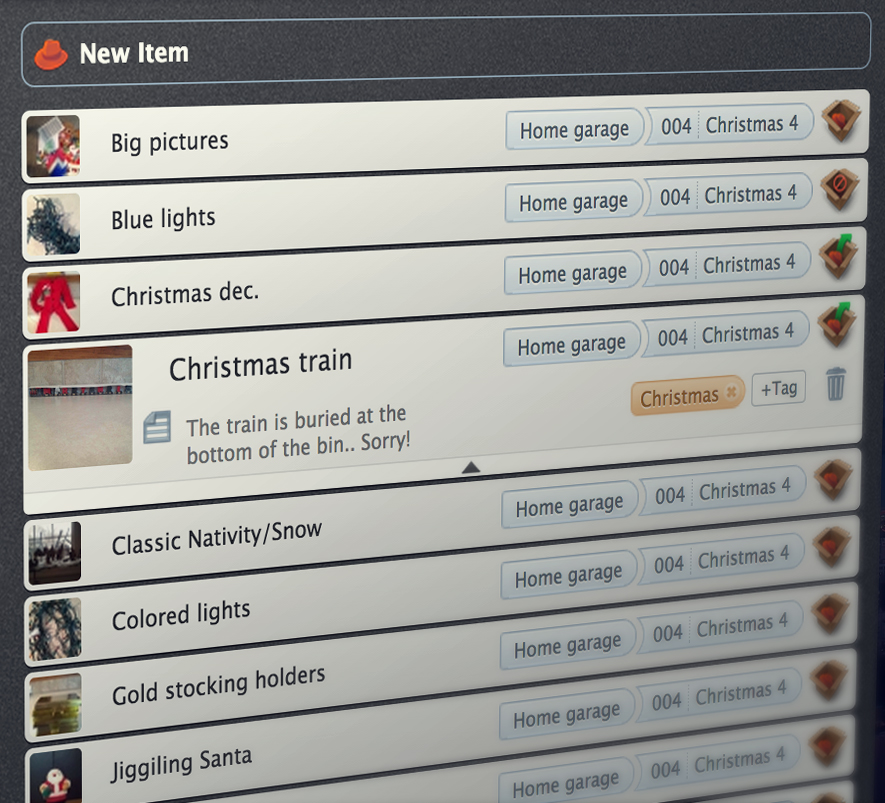 New Item
Big pictures Home garage 004 Christmas 4
Blue lights Home garage 004 Christmas 4
Christmas dec. Home garage 004 Christmas 4
Christmas train Home garage 004 Christmas 4
Christmas × +Tag
The train is buried at the
bottom of the bin.. Sorry!
Classic Nativity/Snow Home garage 004 Christmas 4
Colored lights Home garage 004 Christmas 4
Gold stocking holders Home garage 004 Christmas 4
Jiggiling Santa Home garage 004 Christmas 4
Home garage 004 Christmas 4